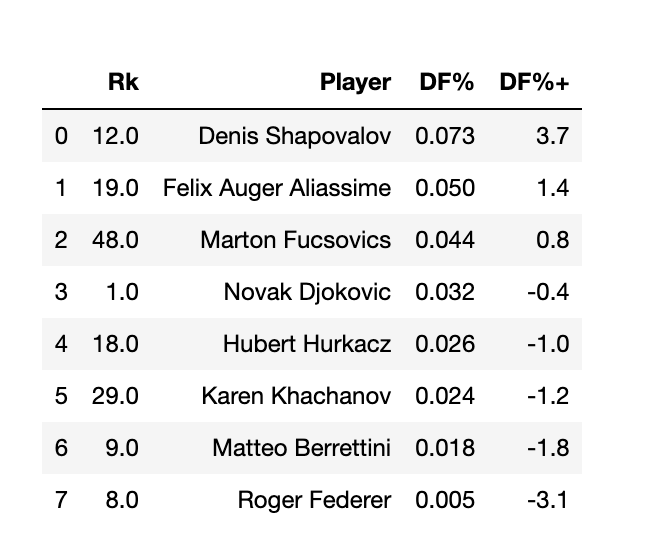 Rk Player DF% DF%+
0 12.0 Denis Shapovalov 0.073 3.7
1 19.0 Felix Auger Aliassime 0.050 1.4
2 48.0 Marton Fucsovics 0.044 0.8
3 1.0 Novak Djokovic 0.032 -0.4
4 18.0 Hubert Hurkacz 0.026 -1.0
5 29.0 Karen Khachanov 0.024 -1.2
6 9.0 Matteo Berrettini 0.018 -1.8
7 8.0 Roger Federer 0.005 -3.1